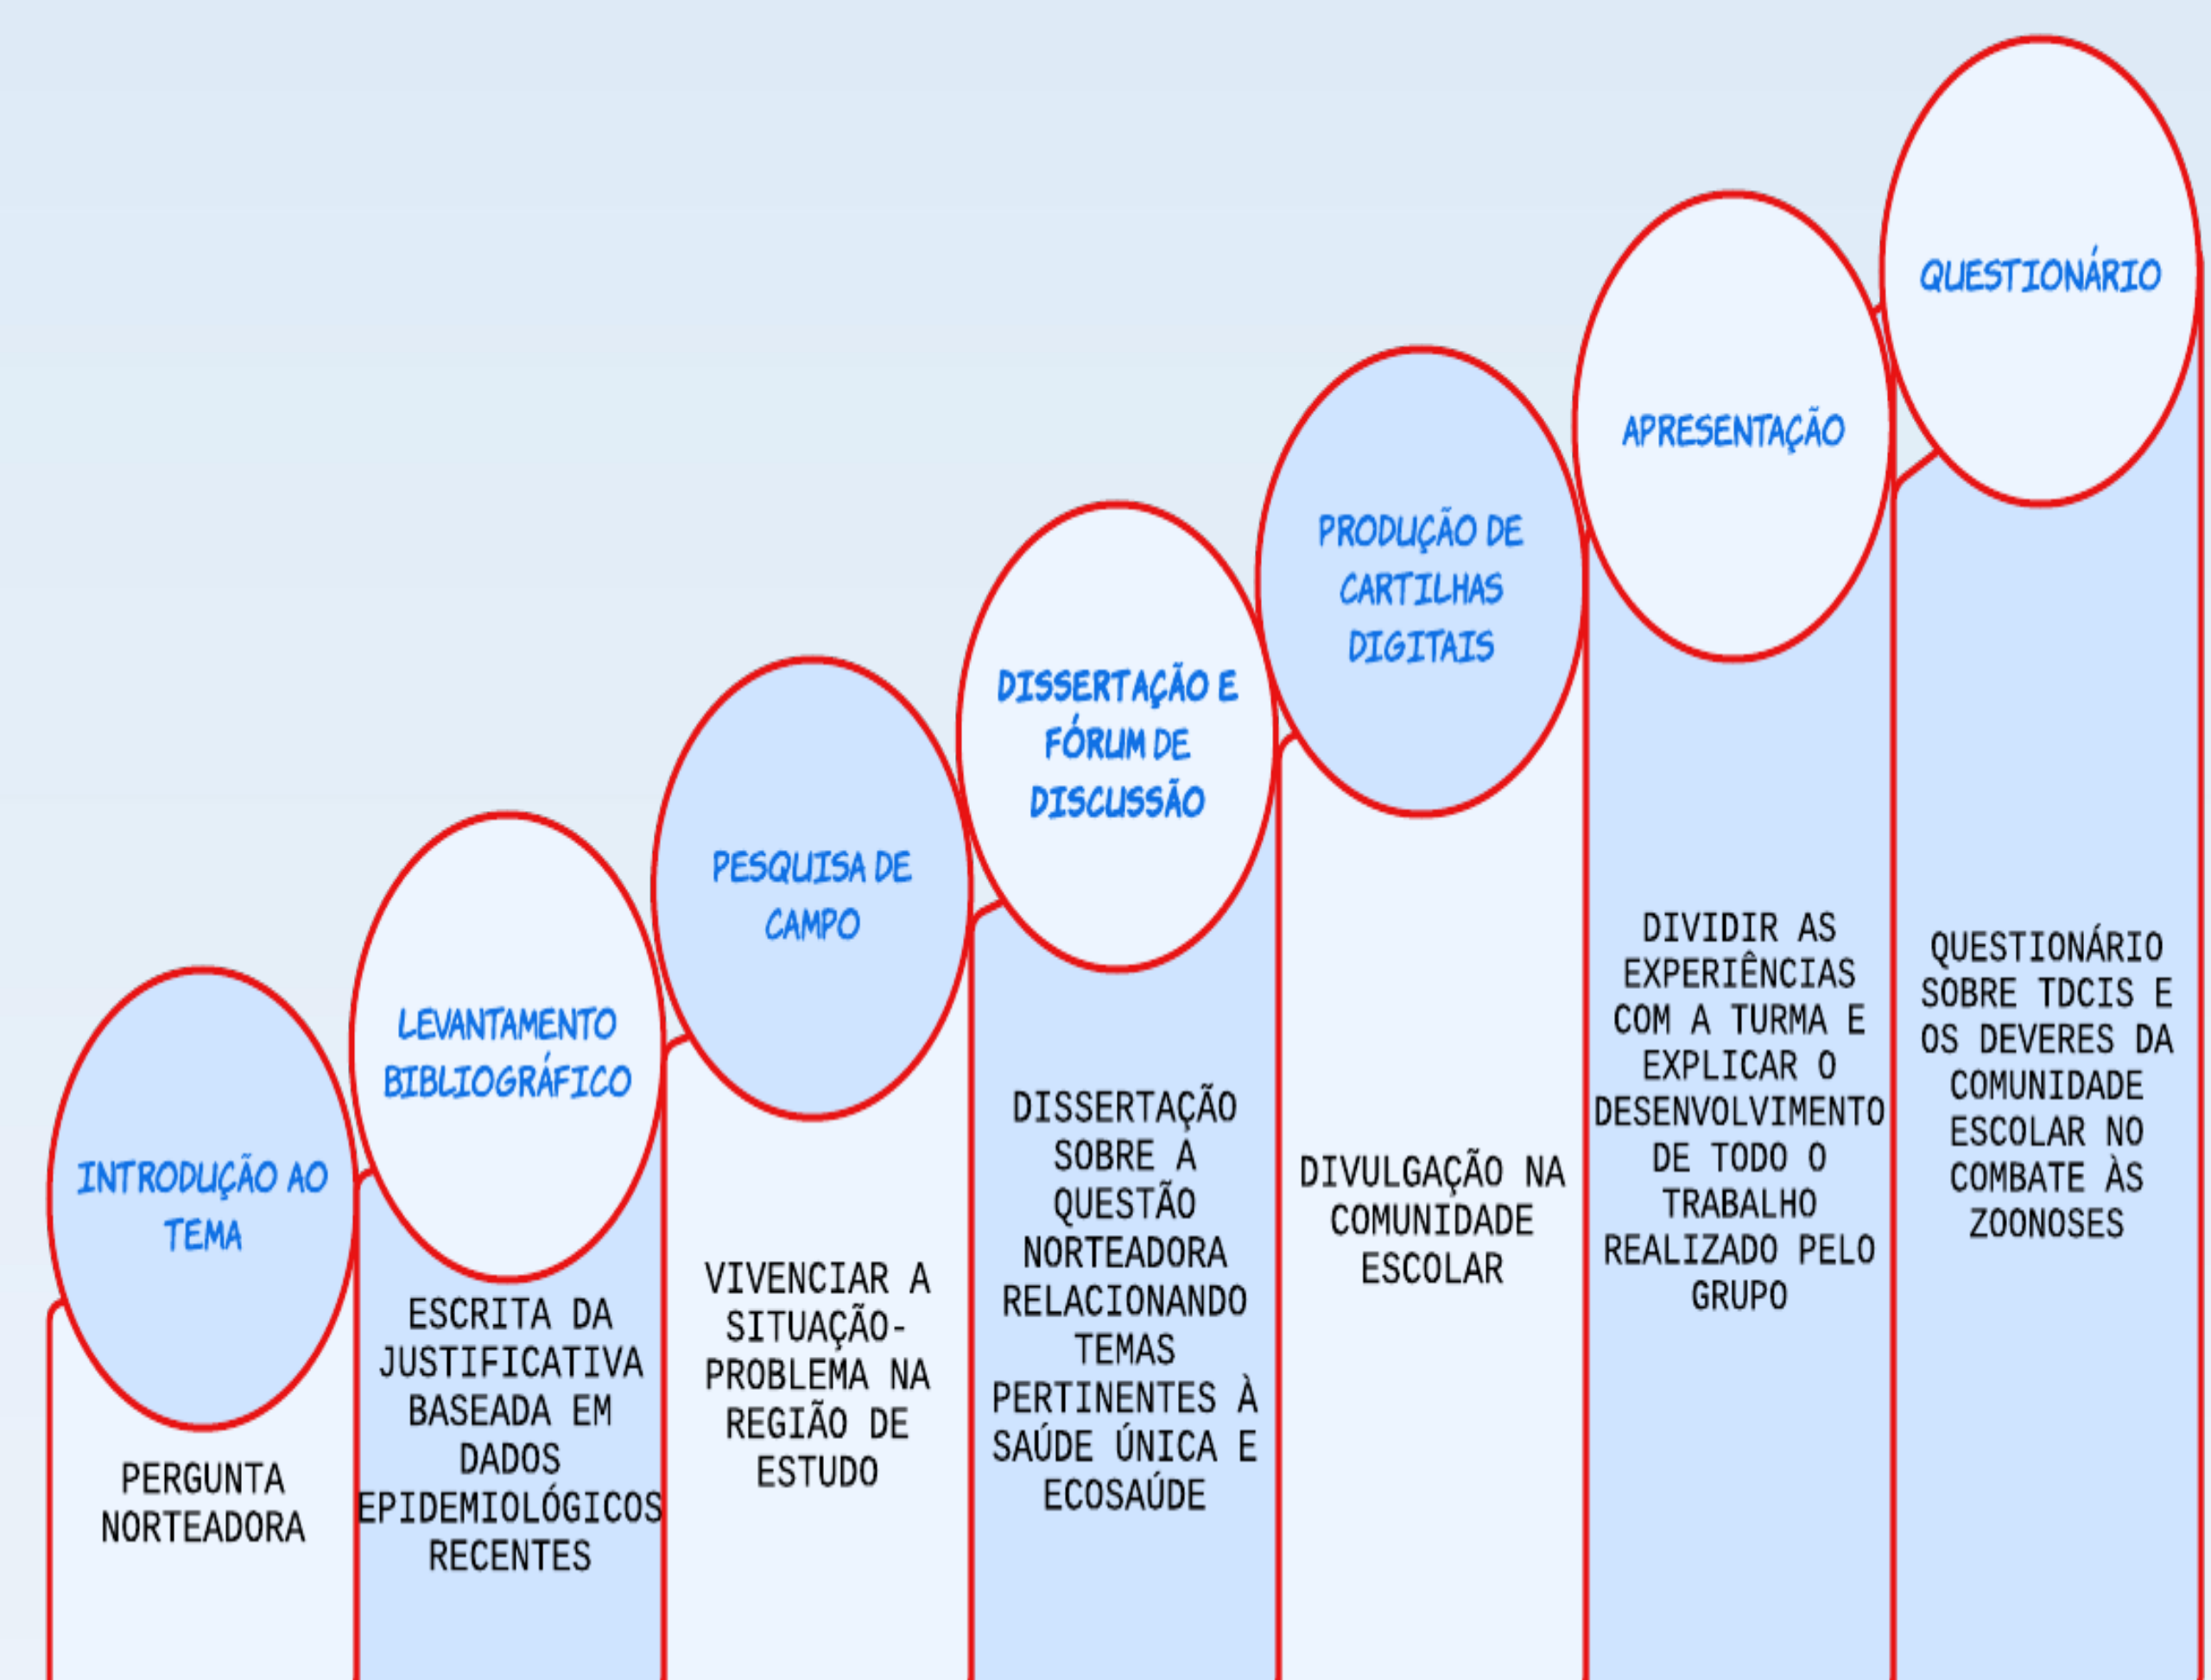 INTRODUÇÃO AO
TEMA
PERGUNTA
NORTEADORA
LEVANTAMENTO
BIBLIOGRÁFICO
ESCRITA DA
JUSTIFICATIVA
BASEADA EM
DADOS
EPIDEMIOLÓGICOS
RECENTES
PESQUISA DE
CAMPO
VIVENCIAR A
SITUAÇÃO-
PROBLEMA NA
REGIÃO DE
ESTUDO
DISSERTAÇÃO E
FÓRUM DE
DISCUSSÃO
DISSERTAÇÃO
SOBRE A
QUESTÃO
NORTEADORA
RELACIONANDO
TEMAS
PERTINENTES À
SAÚDE ÚNICA E
ECOSAÚDE
PRODUÇÃO DE
CARTILHAS
DIGITAIS
DIVULGAÇÃO NA
COMUNIDADE
ESCOLAR
APRESENTAÇÃO
DIVIDIR AS
EXPERIÊNCIAS
COM A TURMA E
EXPLICAR O
DESENVOLVIMENTO
DE TODO O
TRABALHO
REALIZADO PELO
GRUPO
QUESTIONÁRIO
QUESTIONÁRIO
SOBRE TDCIS E
OS DEVERES DA
COMUNIDADE
ESCOLAR NO
COMBATE ÀS
ZOONOSES